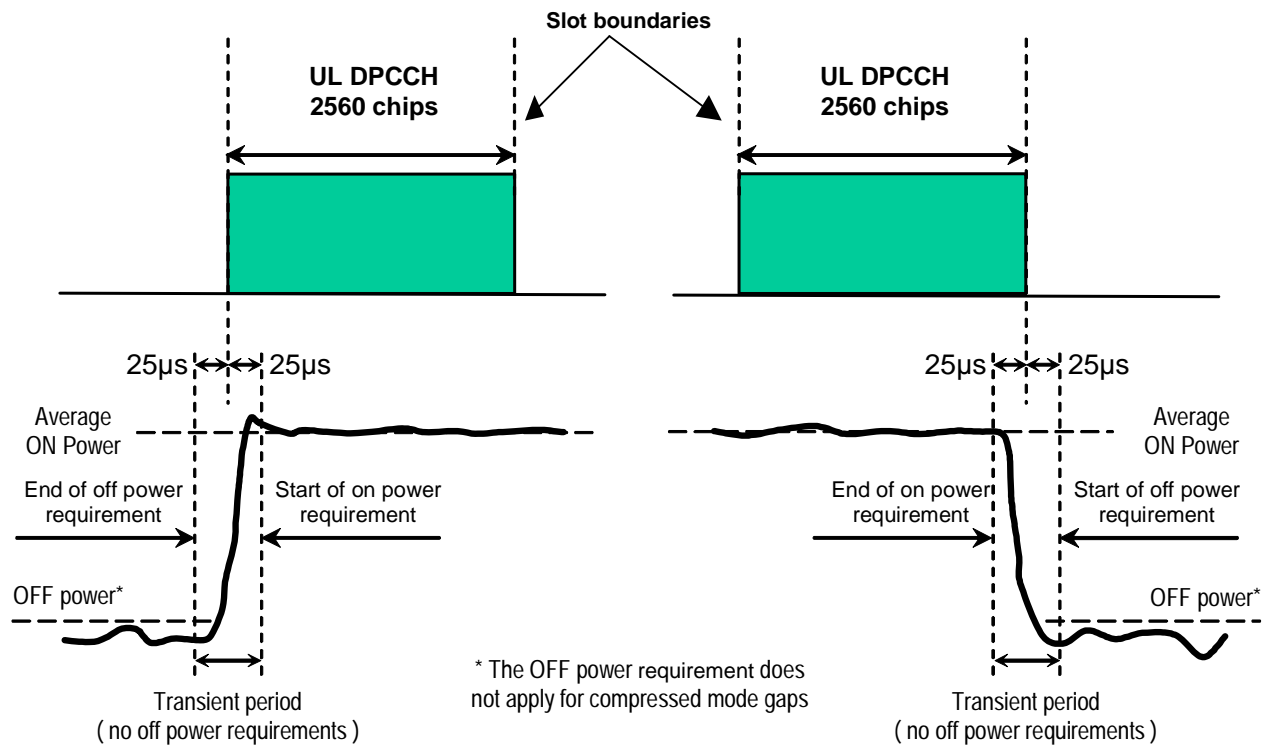 Slot boundaries
UL DPCCH
2560 chips
UL DPCCH
2560 chips
25µs
25µs
25µs
25µs
Average
ON Power
Average
ON Power
End of off power
requirement
Start of on power
requirement
End of on power
requirement
Start of off power
requirement
OFF power*
OFF power*
* The OFF power requirement does
not apply for compressed mode gaps
Transient period
( no off power requirements )
Transient period
( no off power requirements )